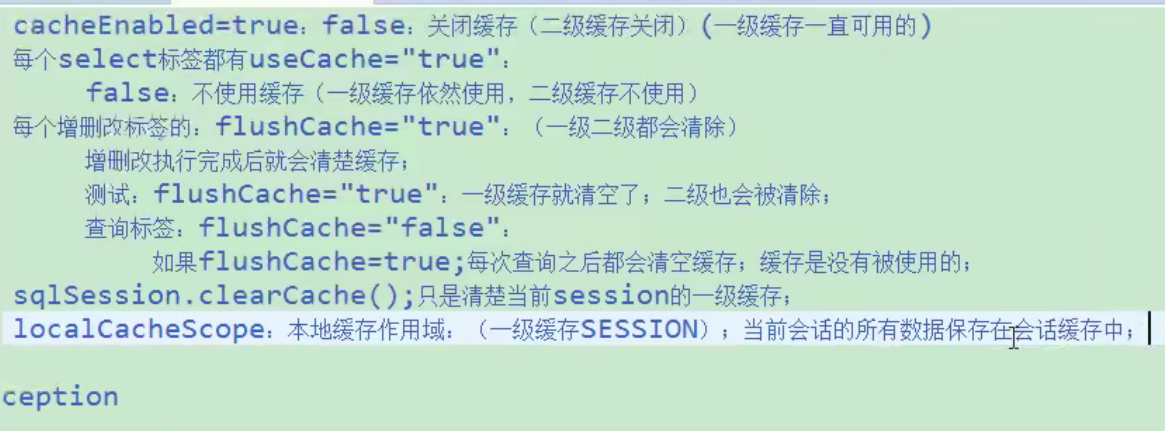 cacheEnabled=true：false：关闭缓存（二级缓存关闭）(一级缓存一直可用的)
每个select标签都有useCache="true"：
false：不使用缓存（一级缓存依然使用，二级缓存不使用）
每个增删改标签的：flushCache="true"：（一级二级都会清除）
增删改执行完成后就会清楚缓存；
测试：flushCache="true"：一级缓存就清空了；二级也会被清除；
查询标签：flushCache="false"：
如果flushCache=true;每次查询之后都会清空缓存；缓存是没有被使用的；
sqlSession.clearCache();只是清楚当前session的一级缓存；
localCacheScope：本地缓存作用域：（一级缓存SESSION）；当前会话的所有数据保存在会话缓存中；
ception